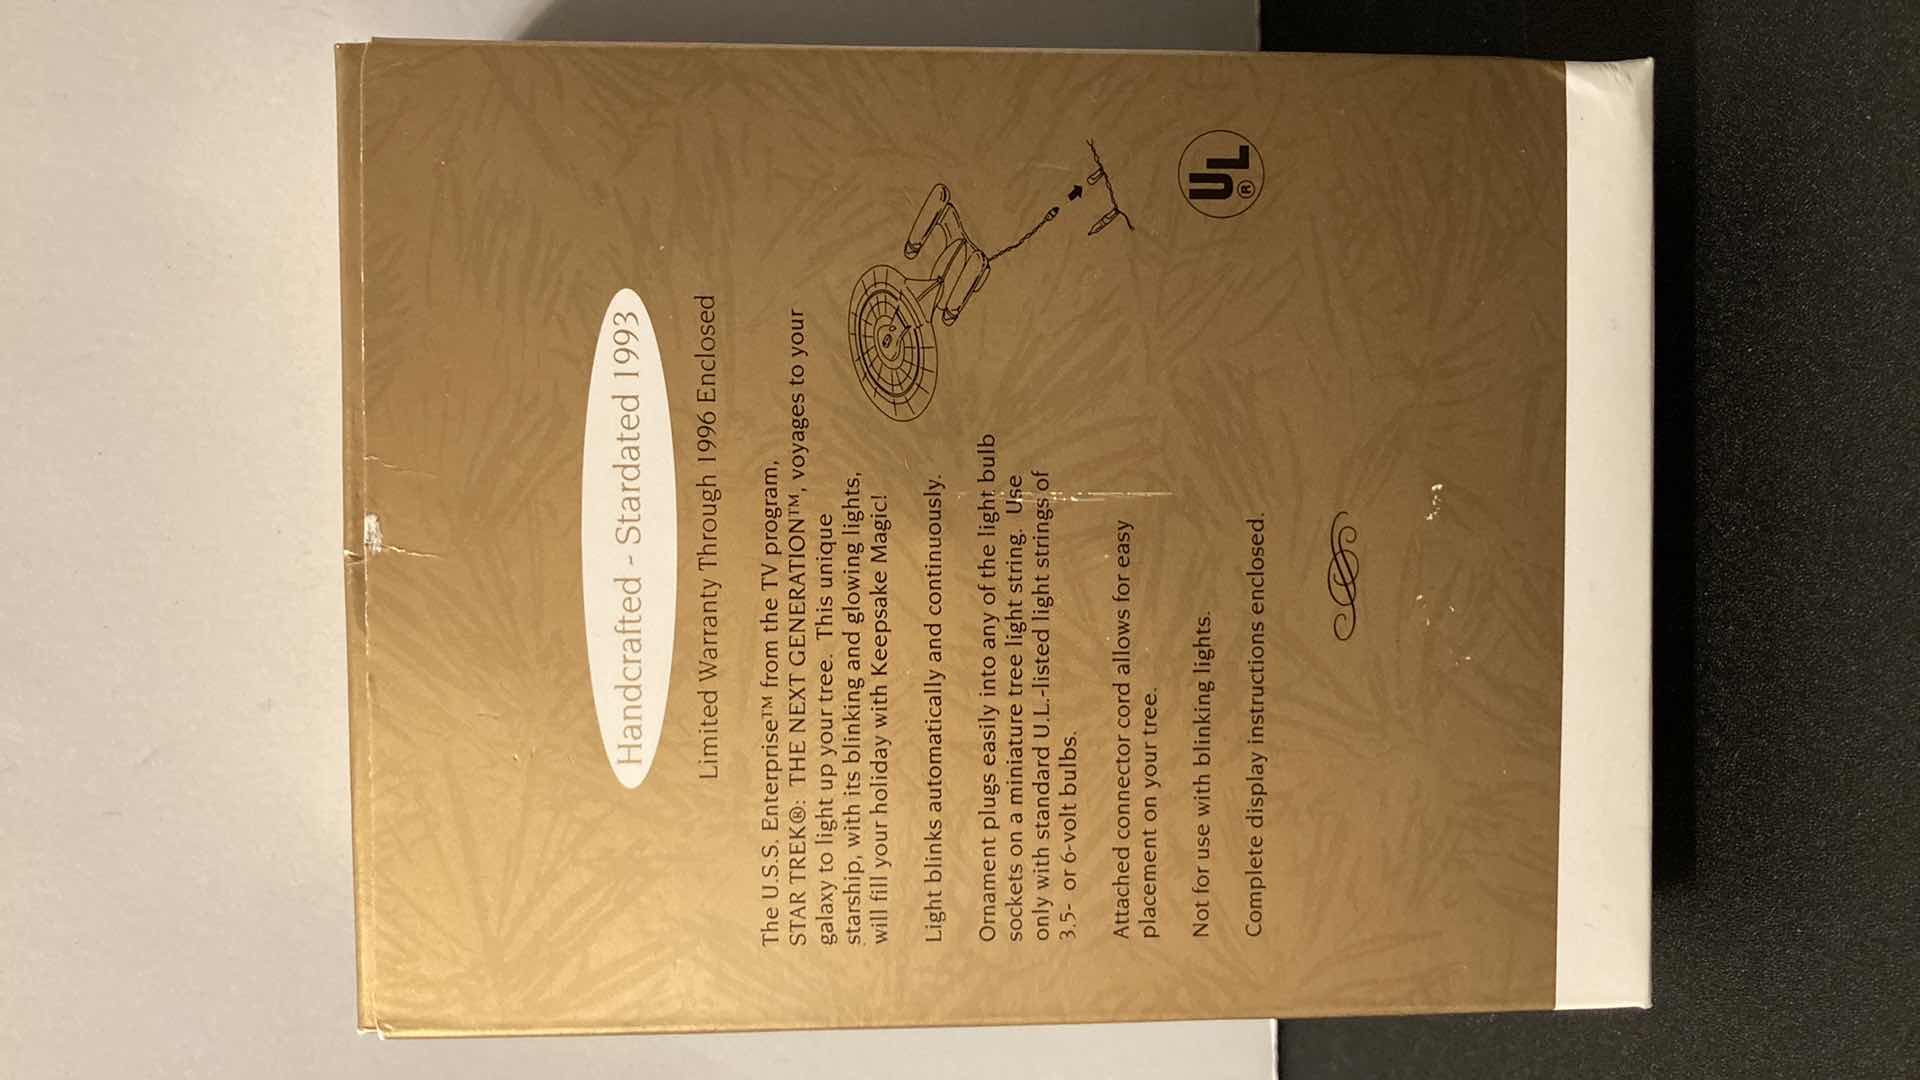 Handcrafted - Stardated 1993
Limited Warranty Through 1996 Enclosed
The U.S.S. Enterprise™ from the TV program,
STAR TREK®: THE NEXT GENERATION™, voyages to your
galaxy to light up your tree. This unique
starship, with its blinking and glowing lights,
will fill your holiday with Keepsake Magic!
Light blinks automatically and continuously.
Ornament plugs easily into any of the light bulb
sockets on a miniature tree light string. Use
only with standard U.L.-listed light strings of
3.5- or 6-volt bulbs.
Attached connector cord allows for easy
placement on your tree.
Not for use with blinking lights.
Complete display instructions enclosed.
UL®